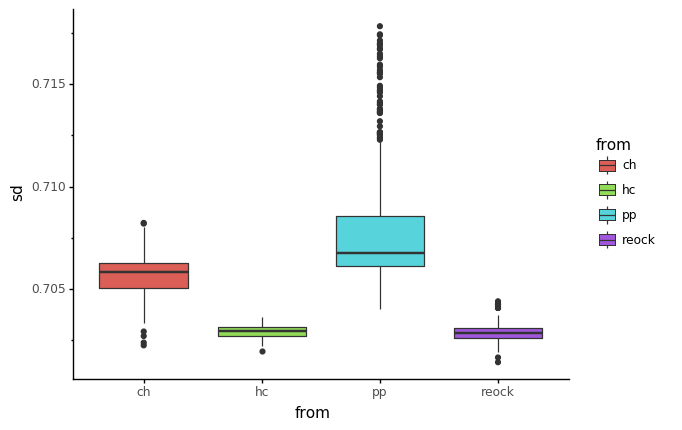 sd
0.715
0.710
0.705
ch
hc
pp
reock
from
from
ch
hc
pp
reock